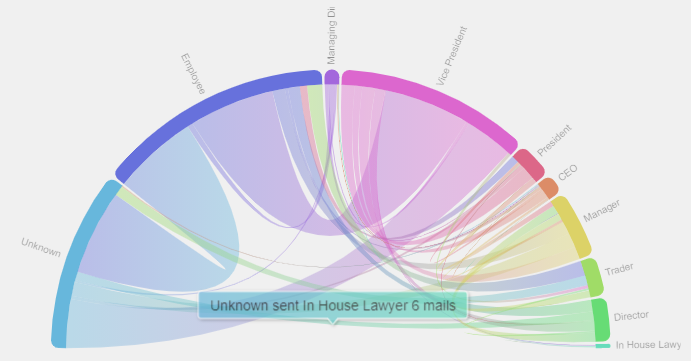 Managing Di
Vice President
Employee
President
CEO
Manager
Unknown
Trader
Unknown sent In House Lawyer 6 mails
Director
In House Lawy